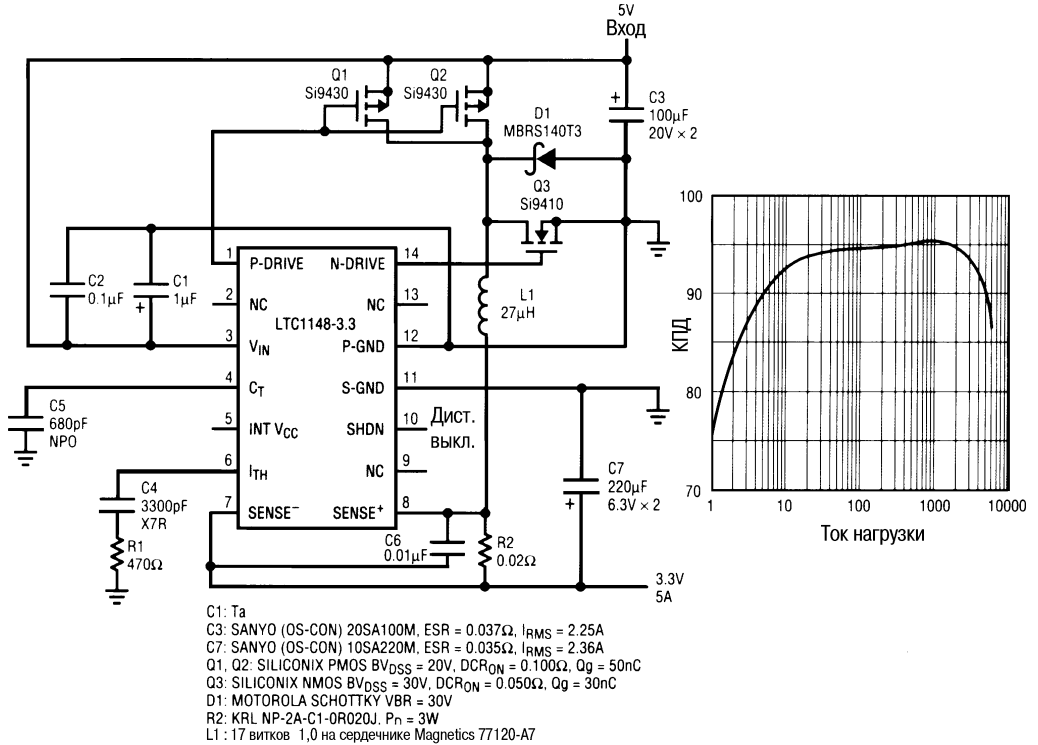 5V
Вход
Q1
Si9430
Q2
Si9430
+
C3
100µF
20V × 2
D1
MBRS140T3
Q3
Si9410
C2
0.1µF
C1
1µF
+
1
P-DRIVE
N-DRIVE
14
2
NC
NC
13
LTC1148-3.3
3
VIN
P-GND
12
4
CT
S-GND
11
5
INT VCC
SHDN
10
6
ITH
NC
9
7
SENSE−
SENSE+
8
L1
27µH
Дист.
выкл.
C5
680pF
NPO
C4
3300pF
X7R
R1
470Ω
C6
0.01µF
R2
0.02Ω
C7
220µF
6.3V × 2
+
3.3V
5A
100
90
80
70
КПД
1
10
100
1000
10000
Ток нагрузки
C1: Ta
C3: SANYO (OS-CON) 20SA100M, ESR = 0.037Ω, IRMS = 2.25A
C7: SANYO (OS-CON) 10SA220M, ESR = 0.035Ω, IRMS = 2.36A
Q1, Q2: SILICONIX PMOS BVDSS = 20V, DCRON = 0.100Ω, Qg = 50nC
Q3: SILICONIX NMOS BVDSS = 30V, DCRON = 0.050Ω, Qg = 30nC
D1: MOTOROLA SCHOTTKY VBR = 30V
R2: KRL NP-2A-C1-0R020J, Pn = 3W
L1 : 17 витков 1,0 на сердечнике Magnetics 77120-A7